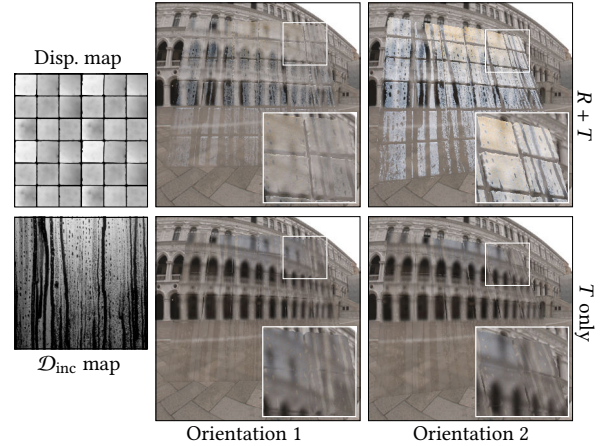 Disp. map
R + T
𝒟inc map
T only
Orientation 1
Orientation 2